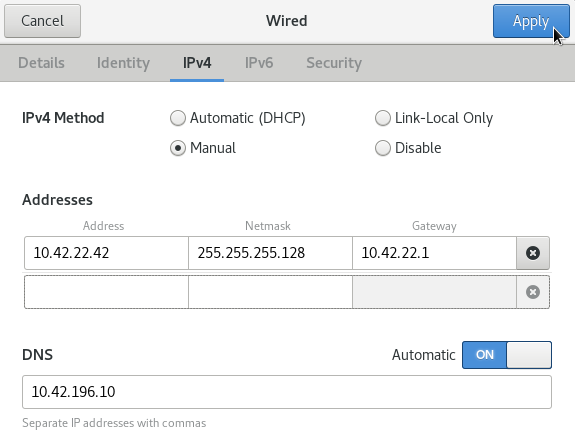 Cancel Wired Apply
Details Identity IPv4 IPv6 Security
IPv4 Method Automatic (DHCP) Link-Local Only
Manual Disable
Addresses
Address Netmask Gateway
10.42.22.42 255.255.255.128 10.42.22.1
DNS Automatic ON
10.42.196.10
Separate IP addresses with commas